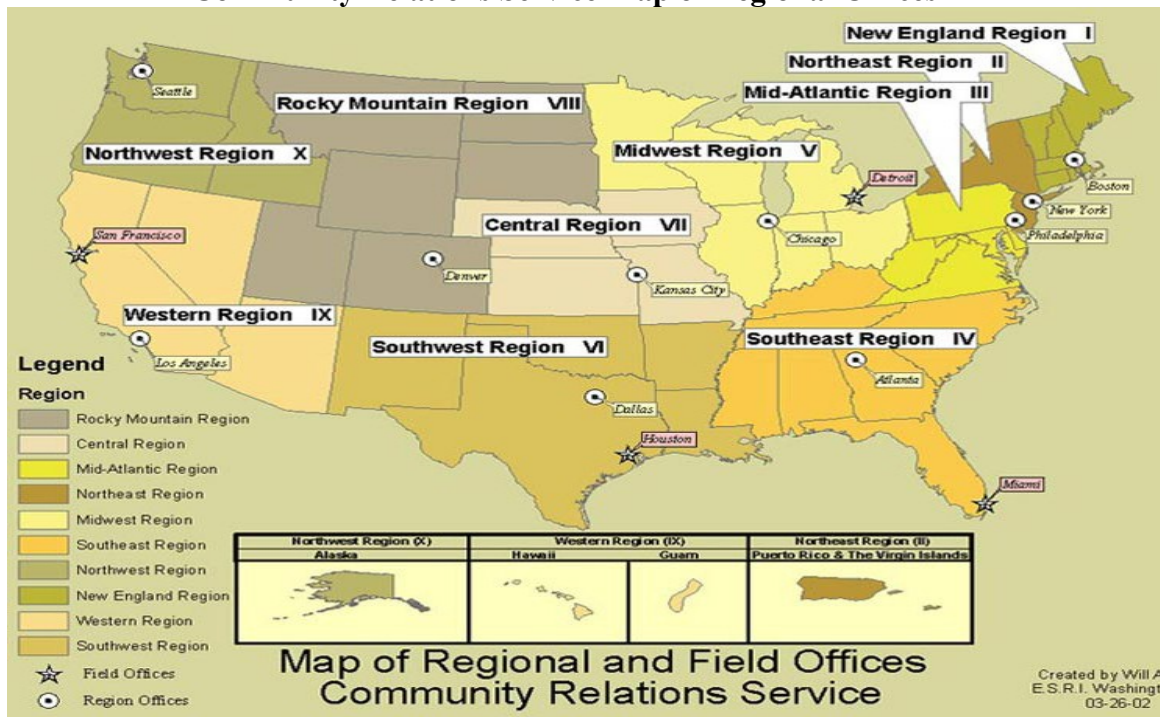 New England Region I
Northeast Region II
Mid-Atlantic Region III
Seattle
Rocky Mountain Region VIII
Northwest Region X
Midwest Region V
Detroit
Boston
New York
Philadelphia
San Francisco
Central Region VII
Chicago
Denver
Kansas City
Western Region IX
Los Angeles
Southwest Region VI
Southeast Region IV
Atlanta
Dallas
Houston
Miami
Legend
Region
Rocky Mountain Region
Central Region
Mid-Atlantic Region
Northeast Region
Midwest Region
Southeast Region
Northwest Region
New England Region
Western Region
Southwest Region
Field Offices
Region Offices
Northwest Region (X)
Alaska
Western Region (IX)
Hawaii
Guam
Northeast Region (II)
Puerto Rico & The Virgin Islands
Map of Regional and Field Offices
Community Relations Service
Created by Will
E.S.R.I.
03-26-02